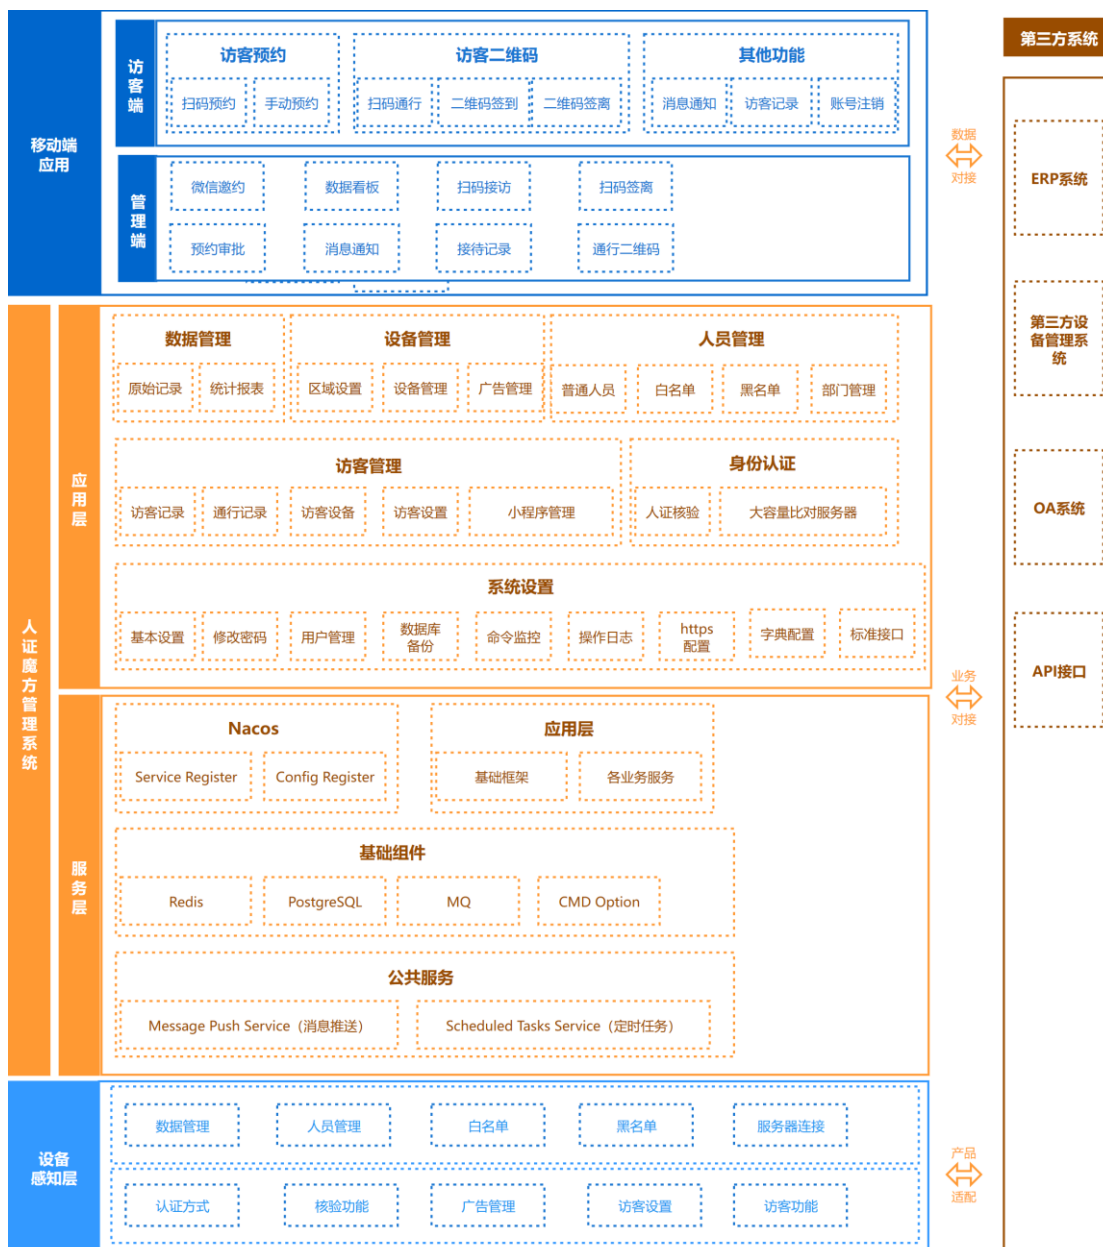 移动端
应用
访客端
访客预约
扫码预约
手动预约
访客二维码
扫码通行
二维码签到
二维码签离
其他功能
消息通知
访客记录
账号注销
管理端
微信邀约
数据看板
扫码接访
扫码签离
预约审批
消息通知
接待记录
通行二维码
人证魔方管理系统
应用层
数据管理
原始记录
统计报表
设备管理
区域设置
设备管理
广告管理
人员管理
普通人员
白名单
黑名单
部门管理
访客管理
访客记录
通行记录
访客设备
访客设置
小程序管理
身份认证
人证核验
大容量比对服务器
系统设置
基本设置
修改密码
用户管理
数据库
备份
命令监控
操作日志
https
配置
字典配置
标准接口
服务层
Nacos
Service Register
Config Register
应用层
基础框架
各业务服务
基础组件
Redis
PostgreSQL
MQ
CMD Option
公共服务
Message Push Service（消息推送）
Scheduled Tasks Service（定时任务）
设备
感知层
数据管理
人员管理
白名单
黑名单
服务器连接
认证方式
核验功能
广告管理
访客设置
访客功能
数据
对接
业务
对接
产品
适配
第三方系统
ERP系统
第三方设
备管理系
统
OA系统
API接口